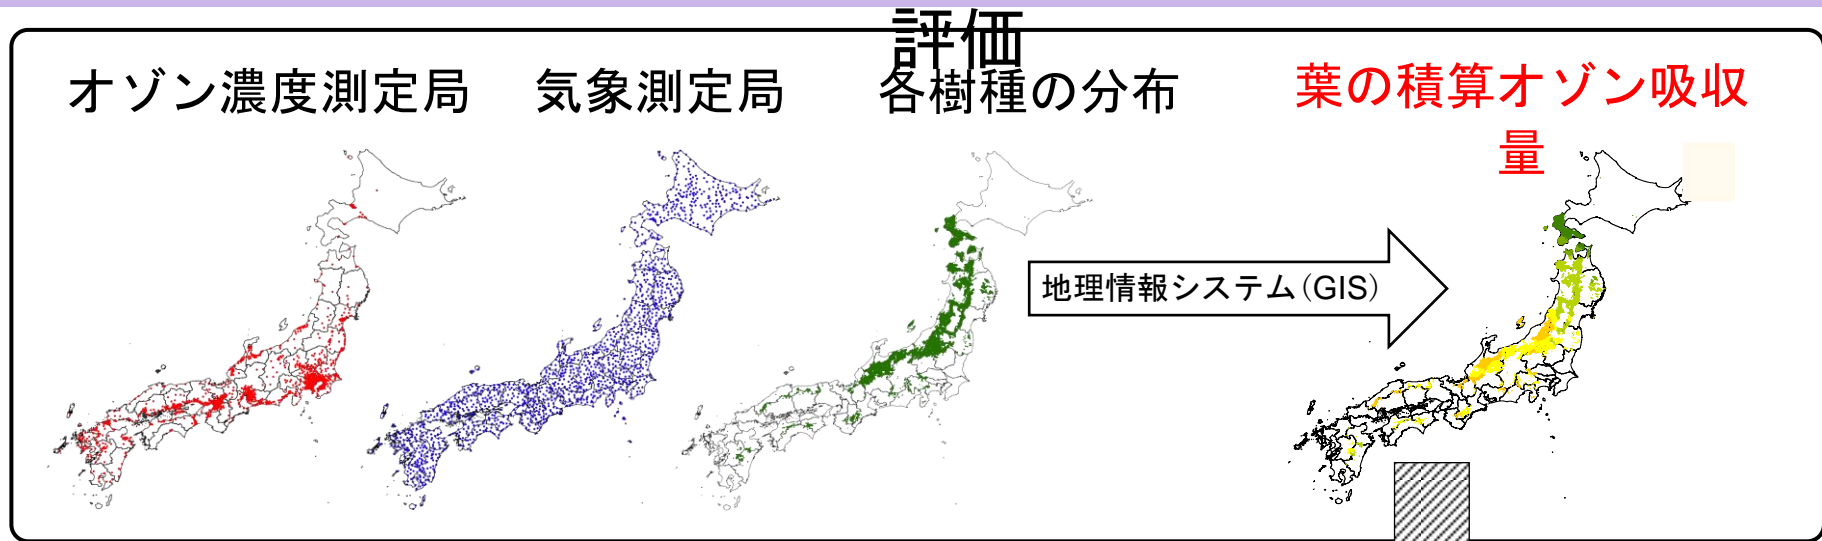 評価
オゾン濃度測定局
気象測定局
各樹種の分布
葉の積算オゾン吸収
量
地理情報システム(GIS)